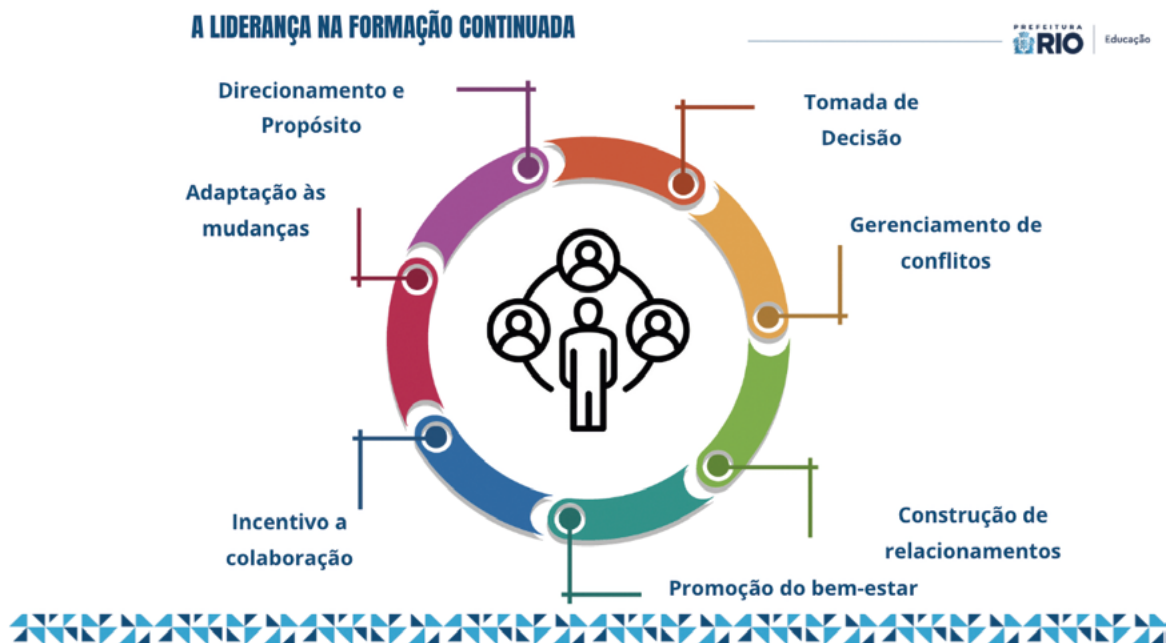 A LIDERANÇA NA FORMAÇÃO CONTINUADA
PREFEITURA
RIO
Educação
Direcionamento e
Propósito
Tomada de
Decisão
Adaptação às
mudanças
Gerenciamento de
conflitos
Incentivo a
colaboração
Construção de
relacionamentos
Promoção do bem-estar